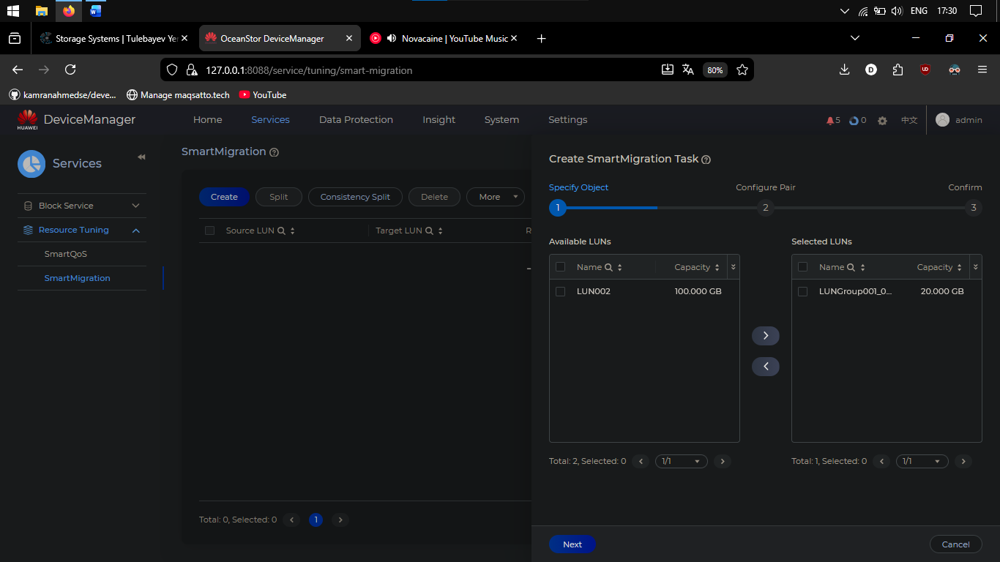 ENG 17:30
Storage Systems | Tulebayev Ye
OceanStor DeviceManager
Novacaine | YouTube Music
127.0.0.1:8088/service/tuning/smart-migration
80%
kamranahmedse/deve...
Manage maqsatto.tech
YouTube
HUAWEI
DeviceManager
Home
Services
Data Protection
Insight
System
Settings
5
0
中文
admin
Services
Block Service
Resource Tuning
SmartQoS
SmartMigration
SmartMigration
Create
Split
Consistency Split
Delete
More
Source LUN
Target LUN
R
Total: 0, Selected: 0
1
Create SmartMigration Task
Specify Object
Configure Pair
Confirm
1
2
3
Available LUNs
Name
Capacity
LUN002
100.000 GB
Total: 2, Selected: 0
1/1
Selected LUNs
Name
Capacity
LUNGroup001_0...
20.000 GB
Total: 1, Selected: 0
1/1
Next
Cancel